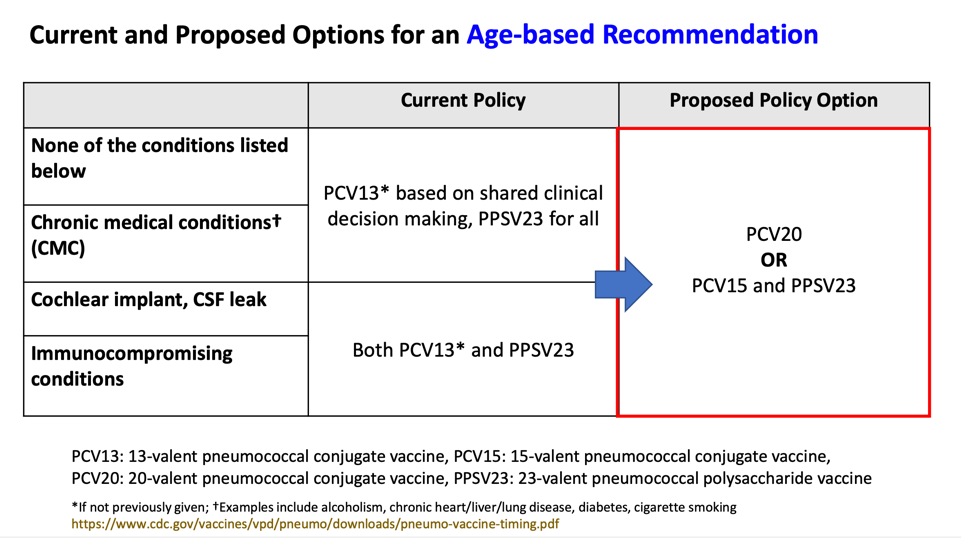 Current and Proposed Options for an Age-based Recommendation
Current Policy
Proposed Policy Option
None of the conditions listed
below
Chronic medical conditions†
(CMC)
Cochlear implant, CSF leak
Immunocompromising
conditions
PCV13* based on shared clinical
decision making, PPSV23 for all
Both PCV13* and PPSV23
PCV20
OR
PCV15 and PPSV23
PCV13: 13-valent pneumococcal conjugate vaccine, PCV15: 15-valent pneumococcal conjugate vaccine,
PCV20: 20-valent pneumococcal conjugate vaccine, PPSV23: 23-valent pneumococcal polysaccharide vaccine
*If not previously given; †Examples include alcoholism, chronic heart/liver/lung disease, diabetes, cigarette smoking
https://www.cdc.gov/vaccines/vpd/pneumo/downloads/pneumo-vaccine-timing.pdf